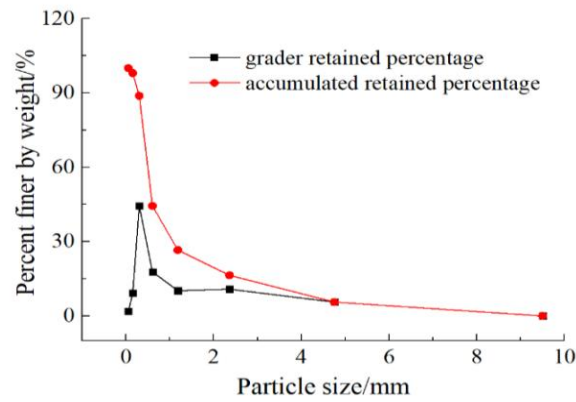 120
90
60
30
0
Percent finer by weight/%
grader retained percentage
accumulated retained percentage
0 2 4 6 8 10
Particle size/mm